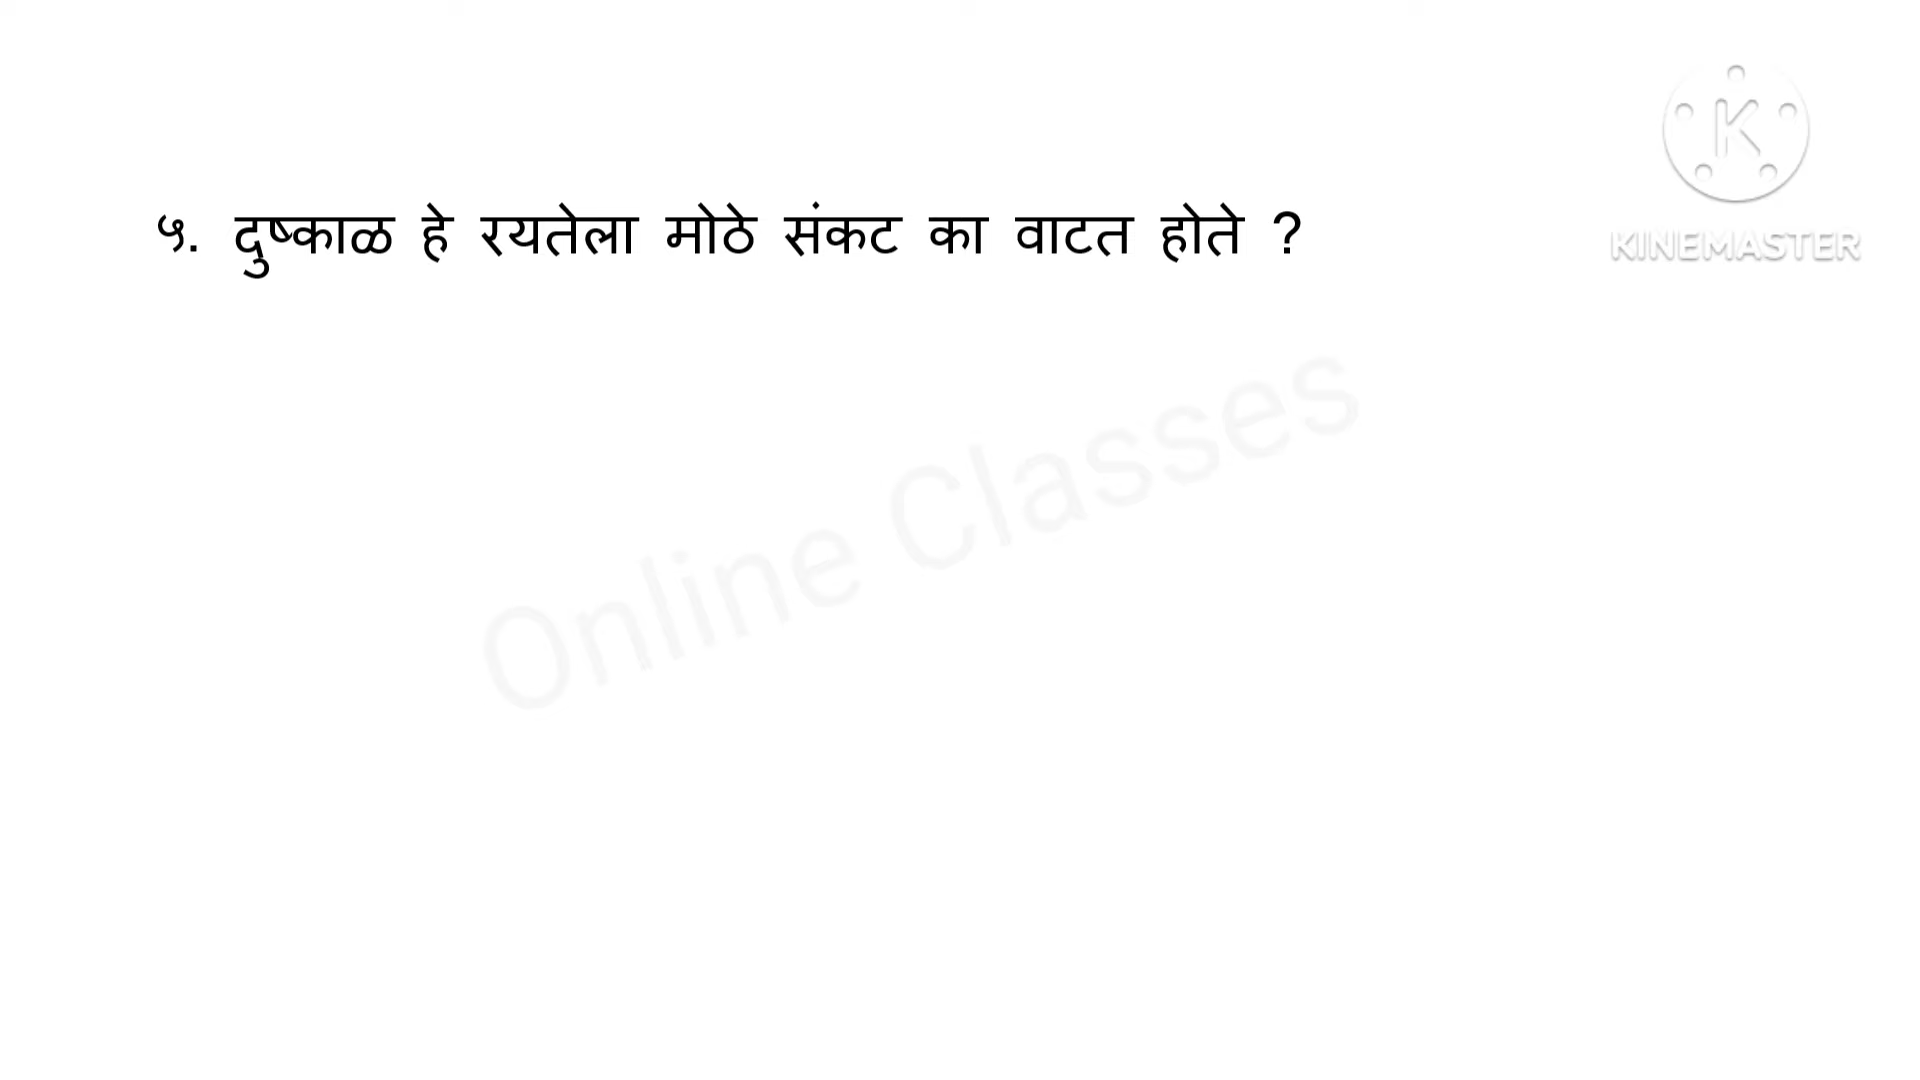 ५. दुष्काळ हे रयतेला मोठे संकट का वाटत होते ?
K
KINEMASTER
Online Classes